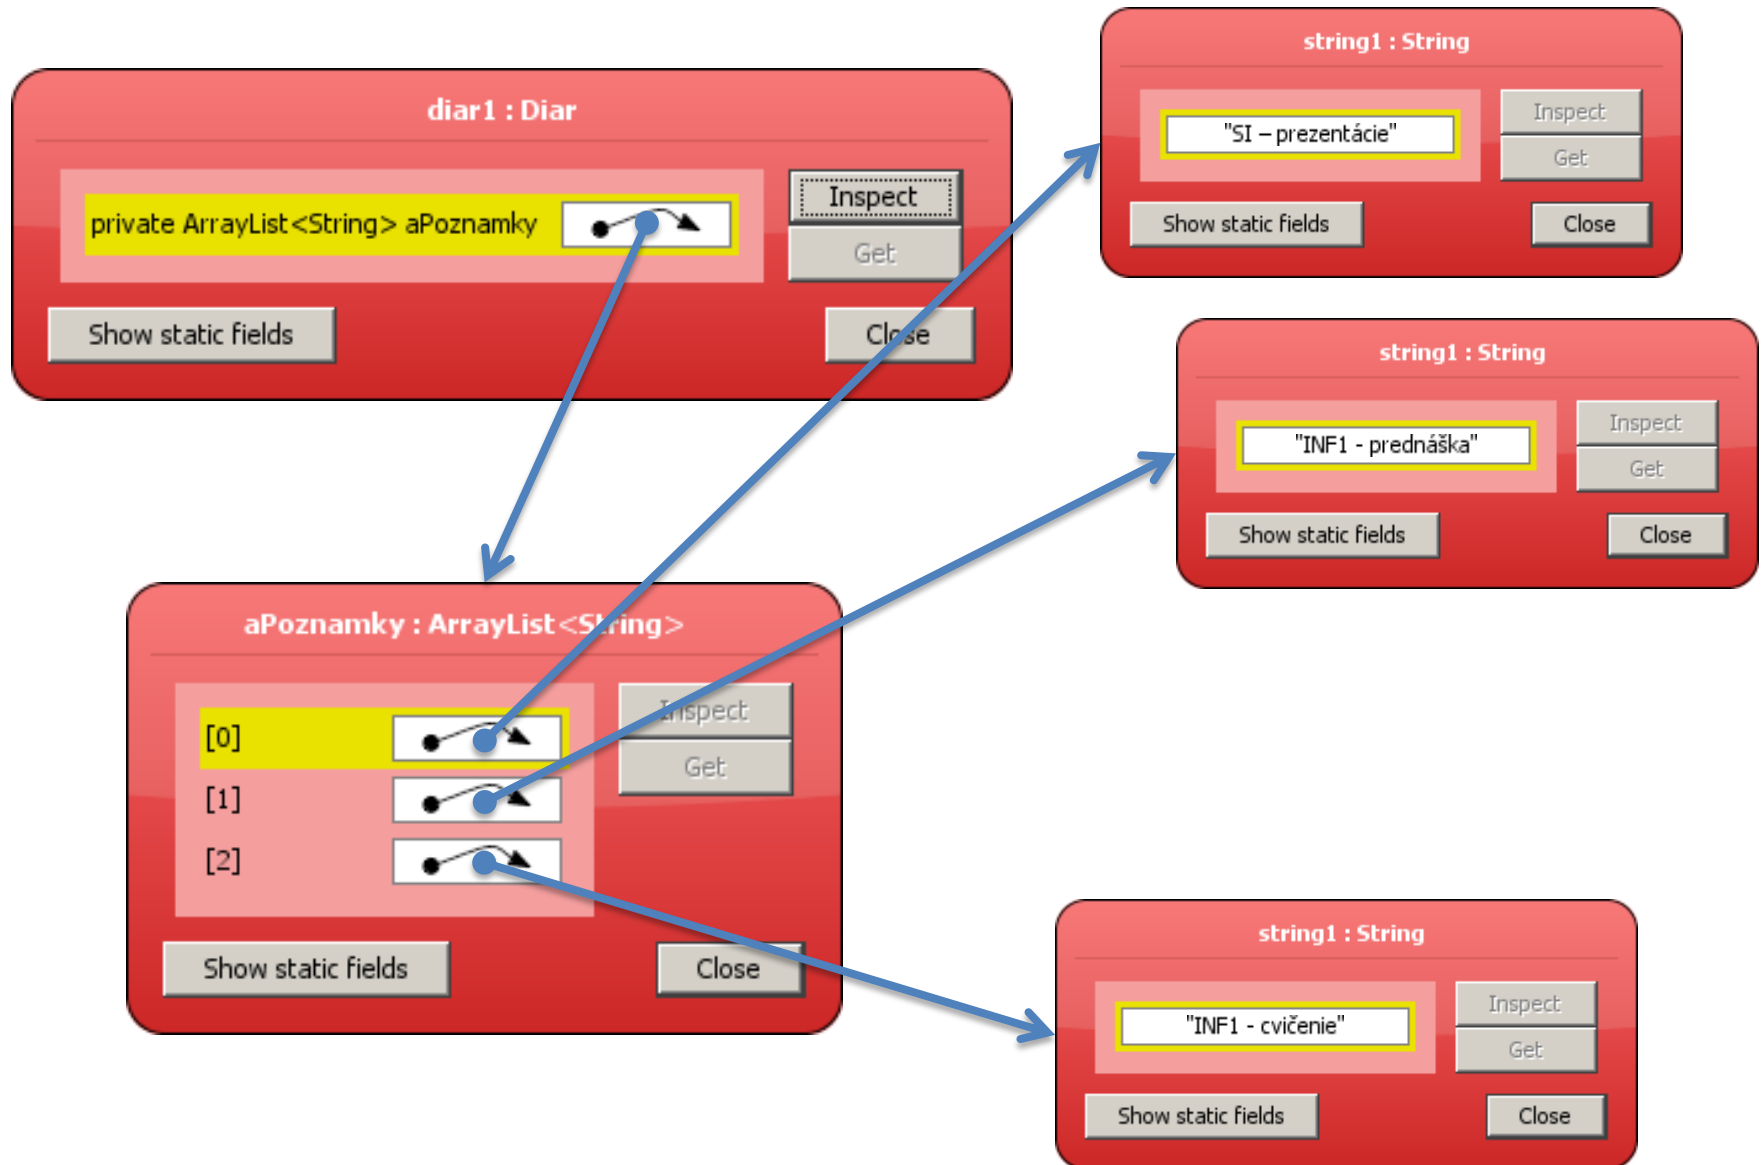 diar1 : Diar
private ArrayList<String> aPoznamky
Inspect
Get
Show static fields
Close
string1 : String
"SI – prezentácie"
Inspect
Get
Show static fields
Close
string1 : String
"INF1 - prednáška"
Inspect
Get
Show static fields
Close
aPoznamky : ArrayList<String>
[0]
[1]
[2]
Inspect
Get
Show static fields
Close
string1 : String
"INF1 - cvičenie"
Inspect
Get
Show static fields
Close